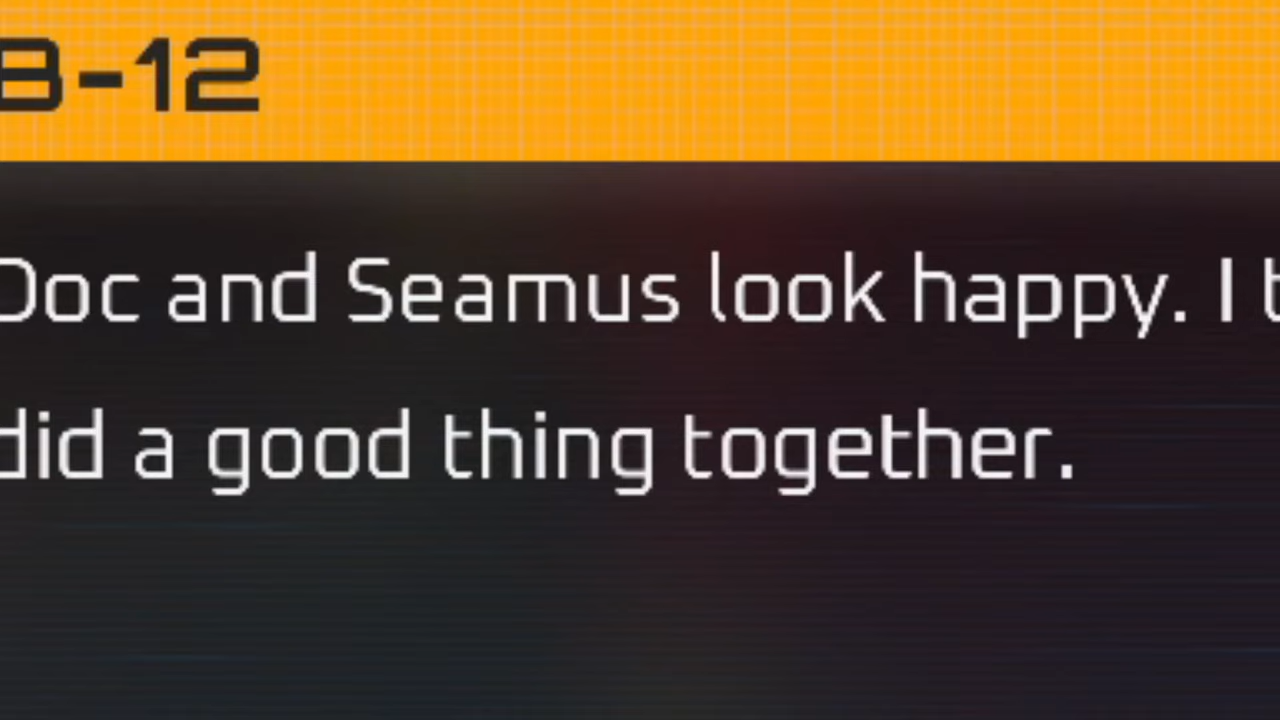 B-12
Doc and Seamus look happy. I t
did a good thing together.